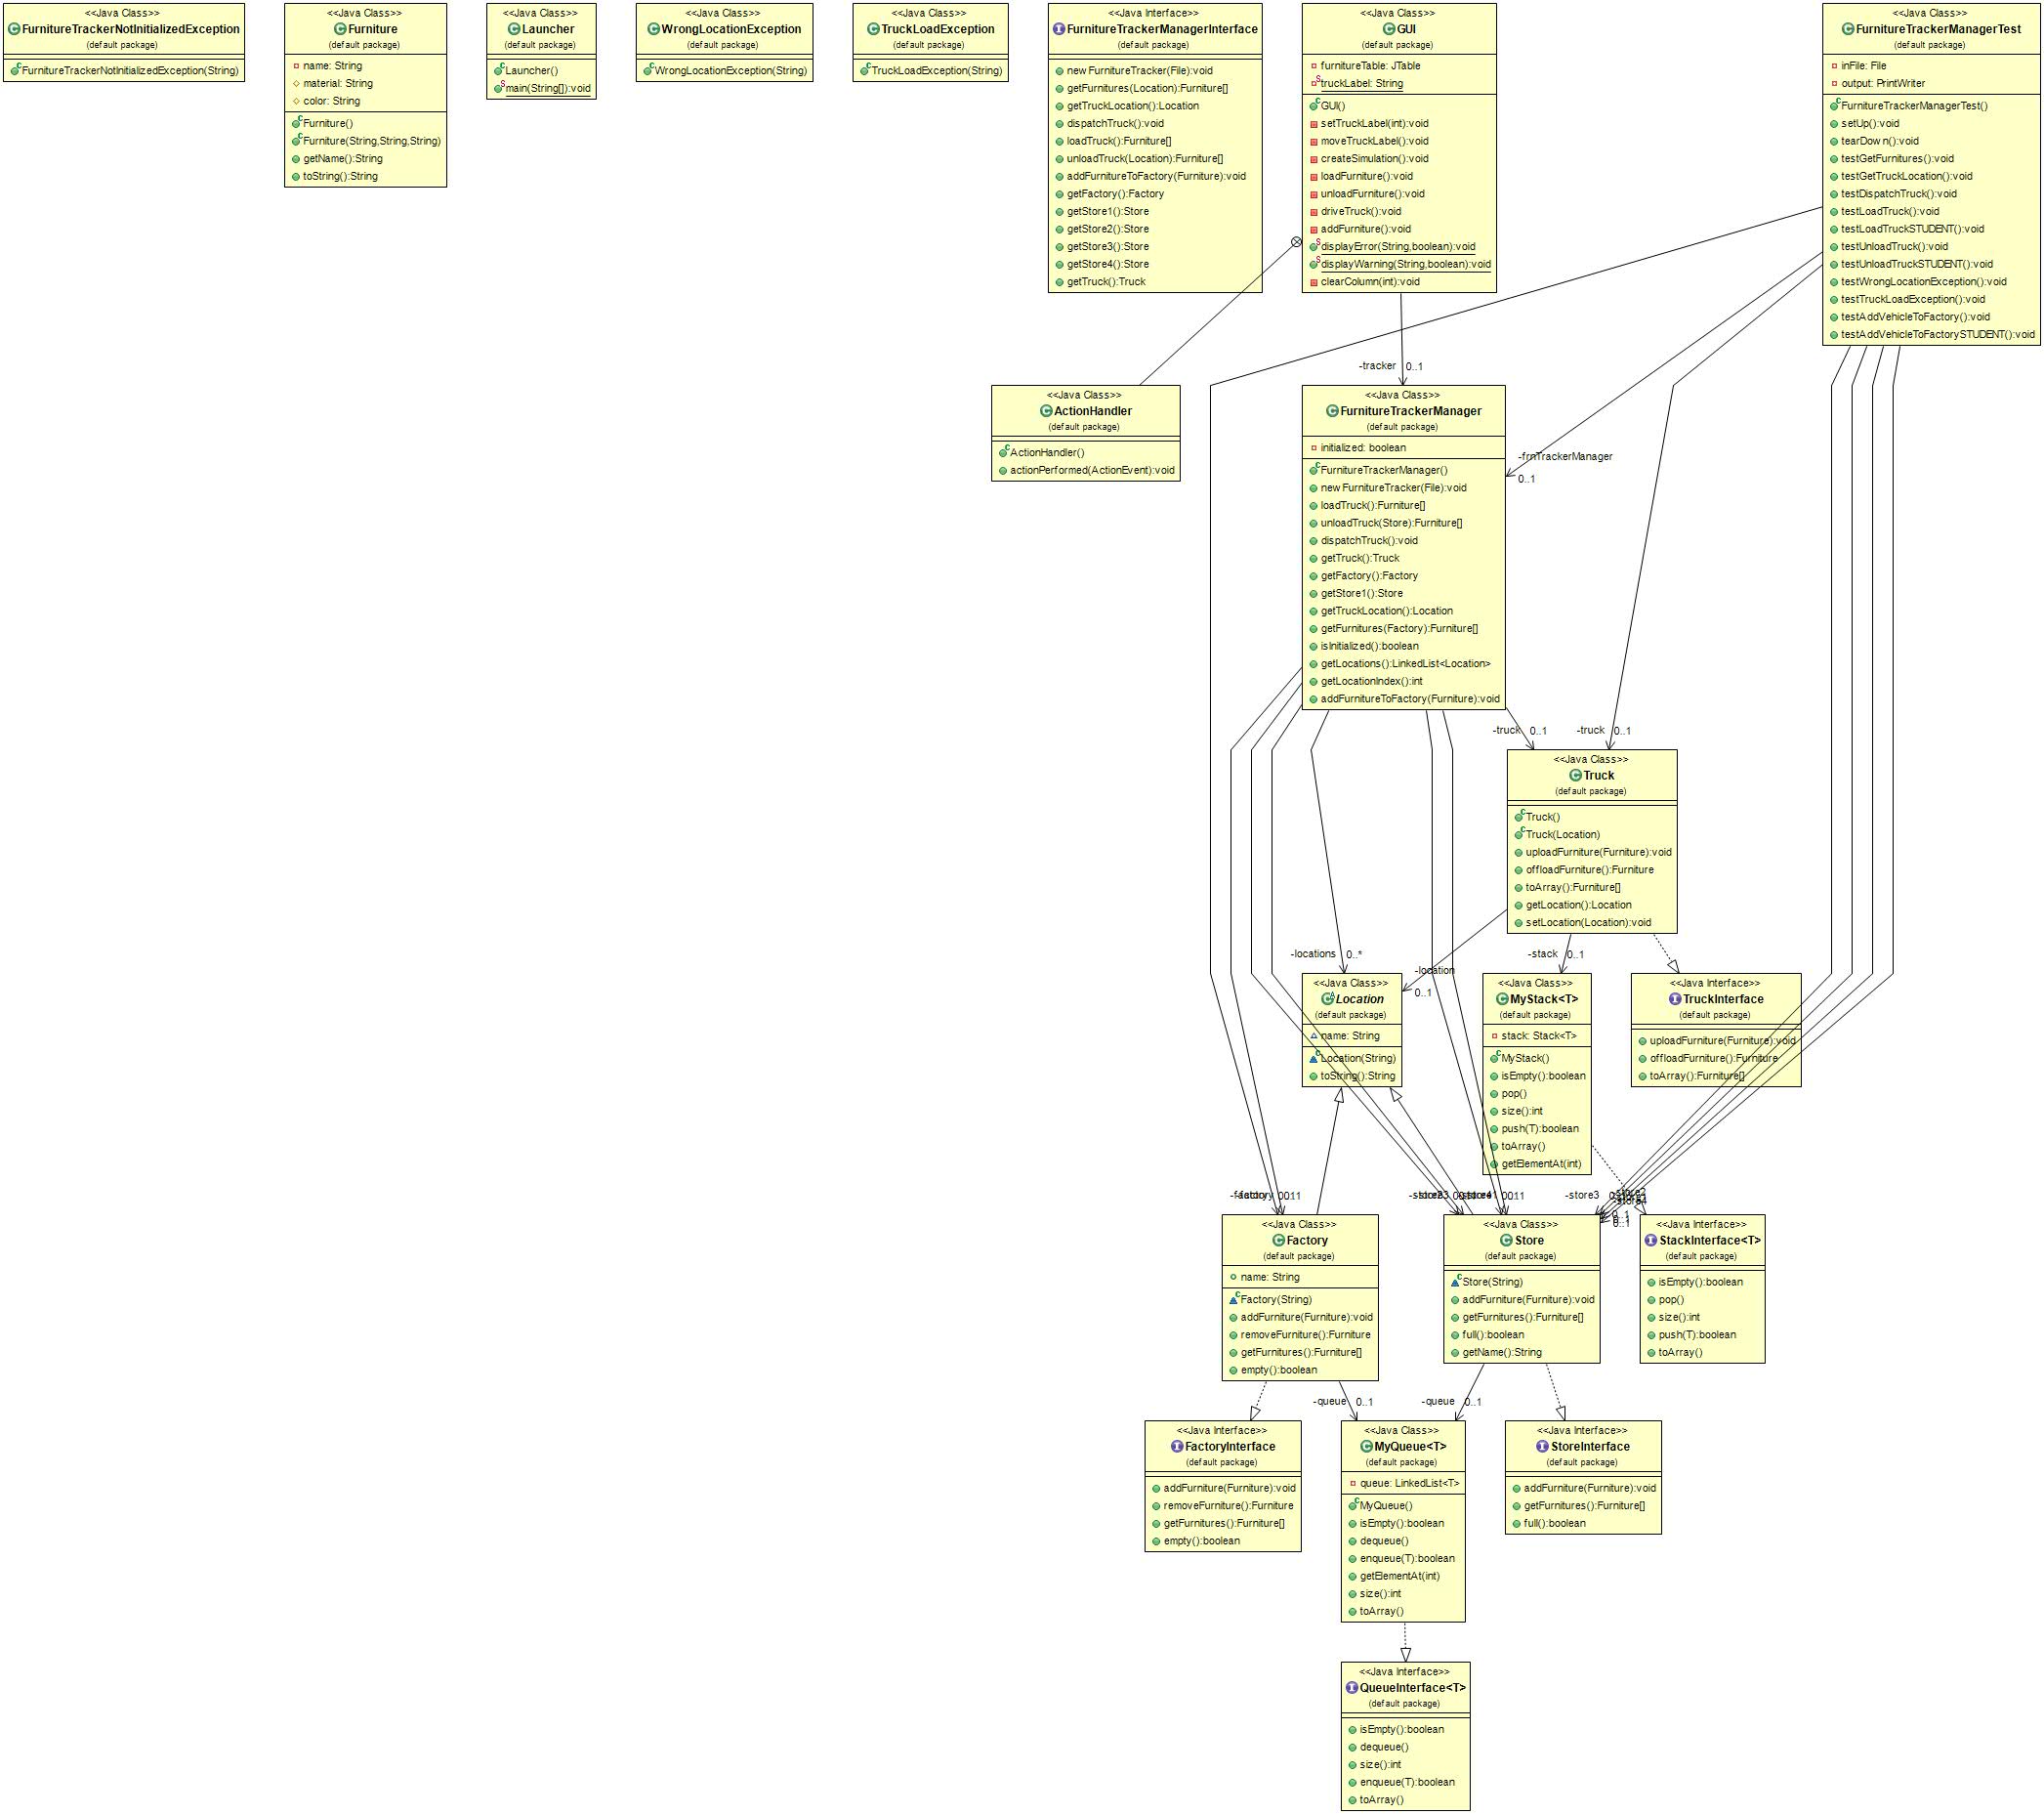 <<Java Class>>
FurnitureTrackerNotInitializedException
(default package)
FurnitureTrackerNotInitializedException(String)
<<Java Class>>
Furniture
(default package)
name: String
material: String
color: String
Furniture()
Furniture(String,String,String)
getName():String
toString():String
<<Java Class>>
Launcher
(default package)
Launcher()
main(String[]):void
<<Java Class>>
WrongLocationException
(default package)
WrongLocationException(String)
<<Java Class>>
TruckLoadException
(default package)
TruckLoadException(String)
<<Java Interface>>
FurnitureTrackerManagerInterface
(default package)
newFurnitureTracker(File):void
getFurnitures(Location):Furniture[]
getTruckLocation():Location
dispatchTruck():void
loadTruck():Furniture[]
unloadTruck(Location):Furniture[]
addFurnitureToFactory(Furniture):void
getFactory():Factory
getStore1():Store
getStore2():Store
getStore3():Store
getStore4():Store
getTruck():Truck
<<Java Class>>
GUI
(default package)
furnitureTable: JTable
truckLabel: String
GUI()
setTruckLabel(int):void
moveTruckLabel():void
createSimulation():void
loadFurniture():void
unloadFurniture():void
driveTruck():void
addFurniture():void
displayError(String,boolean):void
displayWarning(String,boolean):void
clearColumn(int):void
<<Java Class>>
FurnitureTrackerManagerTest
(default package)
inFile: File
output: PrintWriter
FurnitureTrackerManagerTest()
setUp():void
tearDown():void
testGetFurnitures():void
testGetTruckLocation():void
testDispatchTruck():void
testLoadTruck():void
testLoadTruckSTUDENT():void
testUnloadTruck():void
testUnloadTruckSTUDENT():void
testWrongLocationException():void
testTruckLoadException():void
testAddVehicleToFactory():void
testAddVehicleToFactorySTUDENT():void
-tracker 0..1
<<Java Class>>
ActionHandler
(default package)
ActionHandler()
actionPerformed(ActionEvent):void
<<Java Class>>
FurnitureTrackerManager
(default package)
initialized: boolean
FurnitureTrackerManager()
newFurnitureTracker(File):void
loadTruck():Furniture[]
unloadTruck(Store):Furniture[]
dispatchTruck():void
getTruck():Truck
getFactory():Factory
getStore1():Store
getTruckLocation():Location
getFurnitures(Factory):Furniture[]
isInitialized():boolean
getLocations():LinkedList<Location>
getLocationIndex():int
addFurnitureToFactory(Furniture):void
-frnTrackerManager
0..1
-truck 0..1
-truck 0..1
<<Java Class>>
Truck
(default package)
Truck()
Truck(Location)
uploadFurniture(Furniture):void
offloadFurniture():Furniture
toArray():Furniture[]
getLocation():Location
setLocation(Location):void
-locations 0..*
-location
0..1
-stack 0..1
<<Java Class>>
Location
(default package)
name: String
Location(String)
toString():String
<<Java Class>>
MyStack<T>
(default package)
stack: Stack<T>
MyStack()
isEmpty():boolean
pop()
size():int
push(T):boolean
toArray()
getElementAt(int)
<<Java Interface>>
TruckInterface
(default package)
uploadFurniture(Furniture):void
offloadFurniture():Furniture
toArray():Furniture[]
-store3
0..1
<<Java Class>>
Factory
(default package)
name: String
Factory(String)
addFurniture(Furniture):void
removeFurniture():Furniture
getFurnitures():Furniture[]
empty():boolean
<<Java Class>>
Store
(default package)
Store(String)
addFurniture(Furniture):void
getFurnitures():Furniture[]
full():boolean
getName():String
<<Java Interface>>
StackInterface<T>
(default package)
isEmpty():boolean
pop()
size():int
push(T):boolean
toArray()
-queue 0..1
-queue 0..1
<<Java Interface>>
FactoryInterface
(default package)
addFurniture(Furniture):void
removeFurniture():Furniture
getFurnitures():Furniture[]
empty():boolean
<<Java Class>>
MyQueue<T>
(default package)
queue: LinkedList<T>
MyQueue()
isEmpty():boolean
dequeue()
enqueue(T):boolean
getElementAt(int)
size():int
toArray()
<<Java Interface>>
StoreInterface
(default package)
addFurniture(Furniture):void
getFurnitures():Furniture[]
full():boolean
<<Java Interface>>
QueueInterface<T>
(default package)
isEmpty():boolean
dequeue()
size():int
enqueue(T):boolean
toArray()